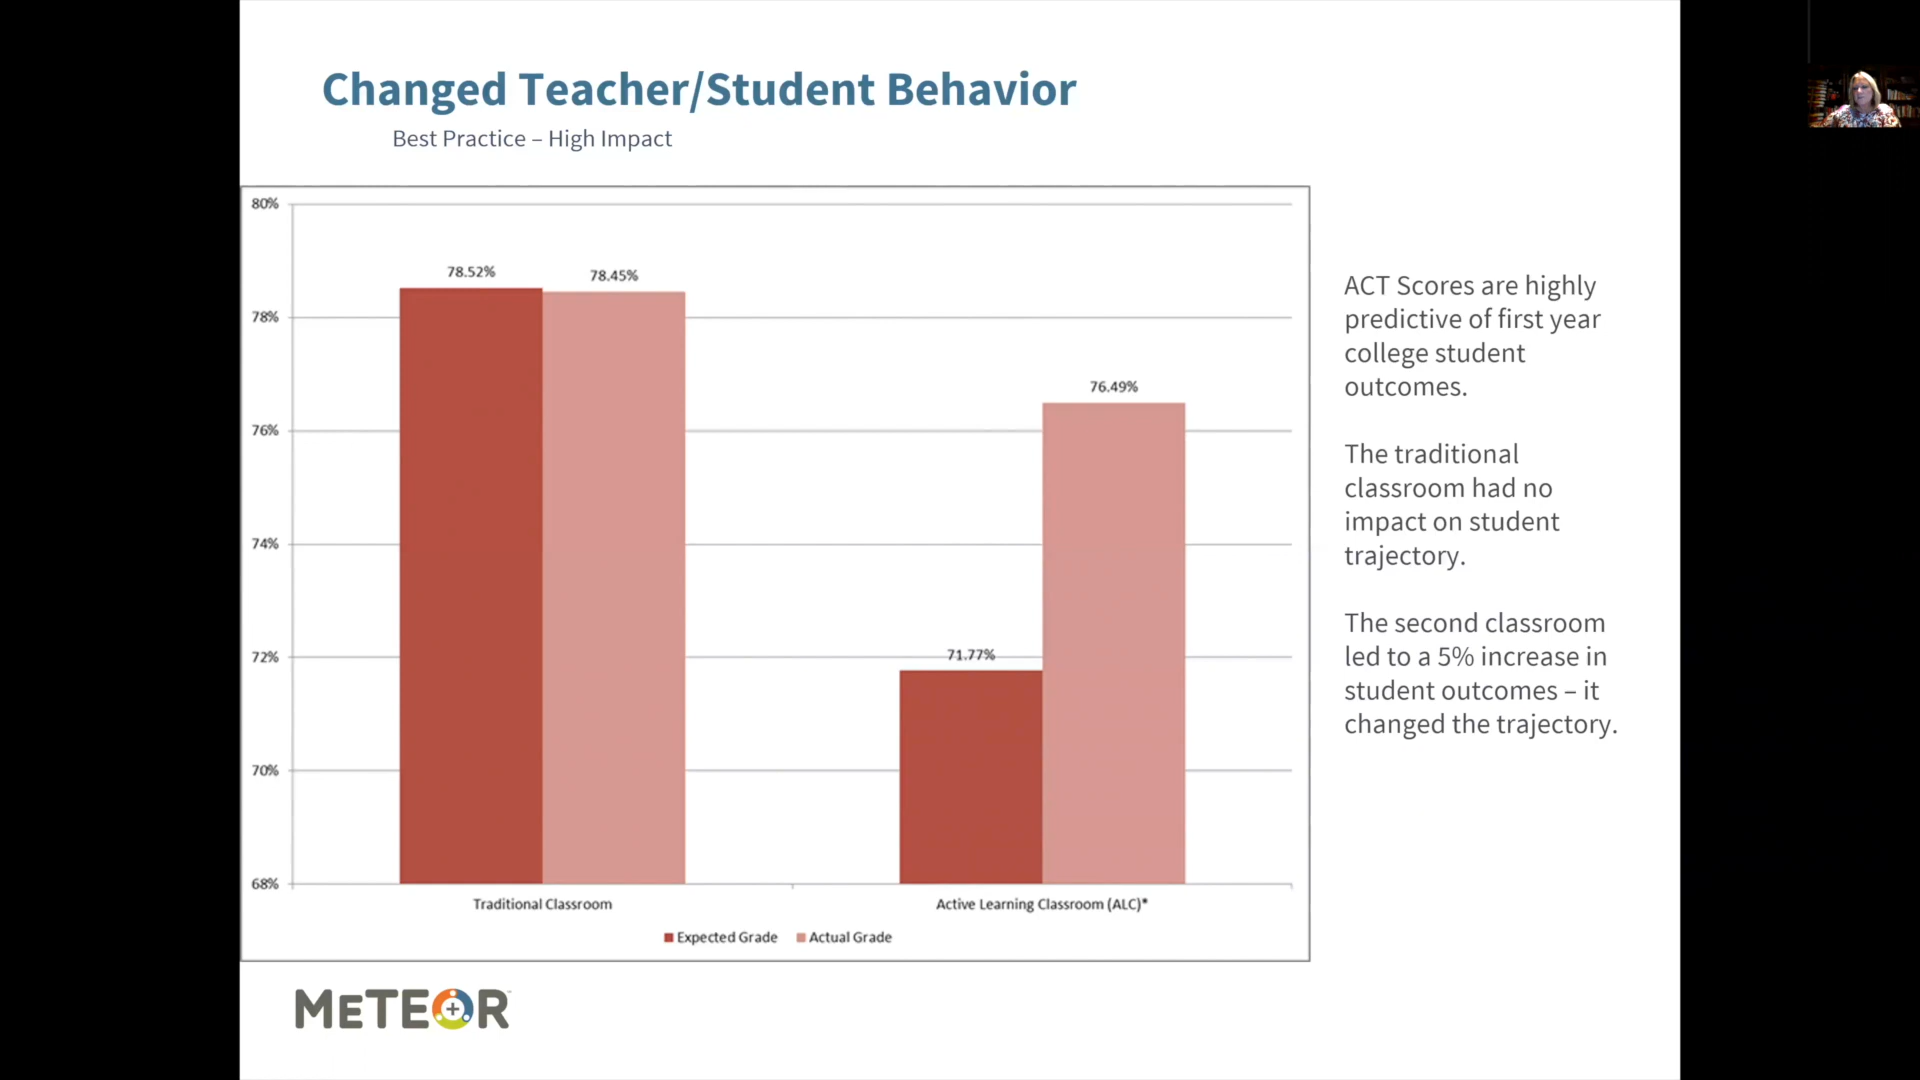 Changed Teacher/Student Behavior
Best Practice – High Impact
80%
78%
76%
74%
72%
70%
68%
78.52%
78.45%
76.49%
71.77%
Traditional Classroom
Active Learning Classroom (ALC)*
Expected Grade
Actual Grade
ACT Scores are highly
predictive of first year
college student
outcomes.
The traditional
classroom had no
impact on student
trajectory.
The second classroom
led to a 5% increase in
student outcomes – it
changed the trajectory.
METEOR